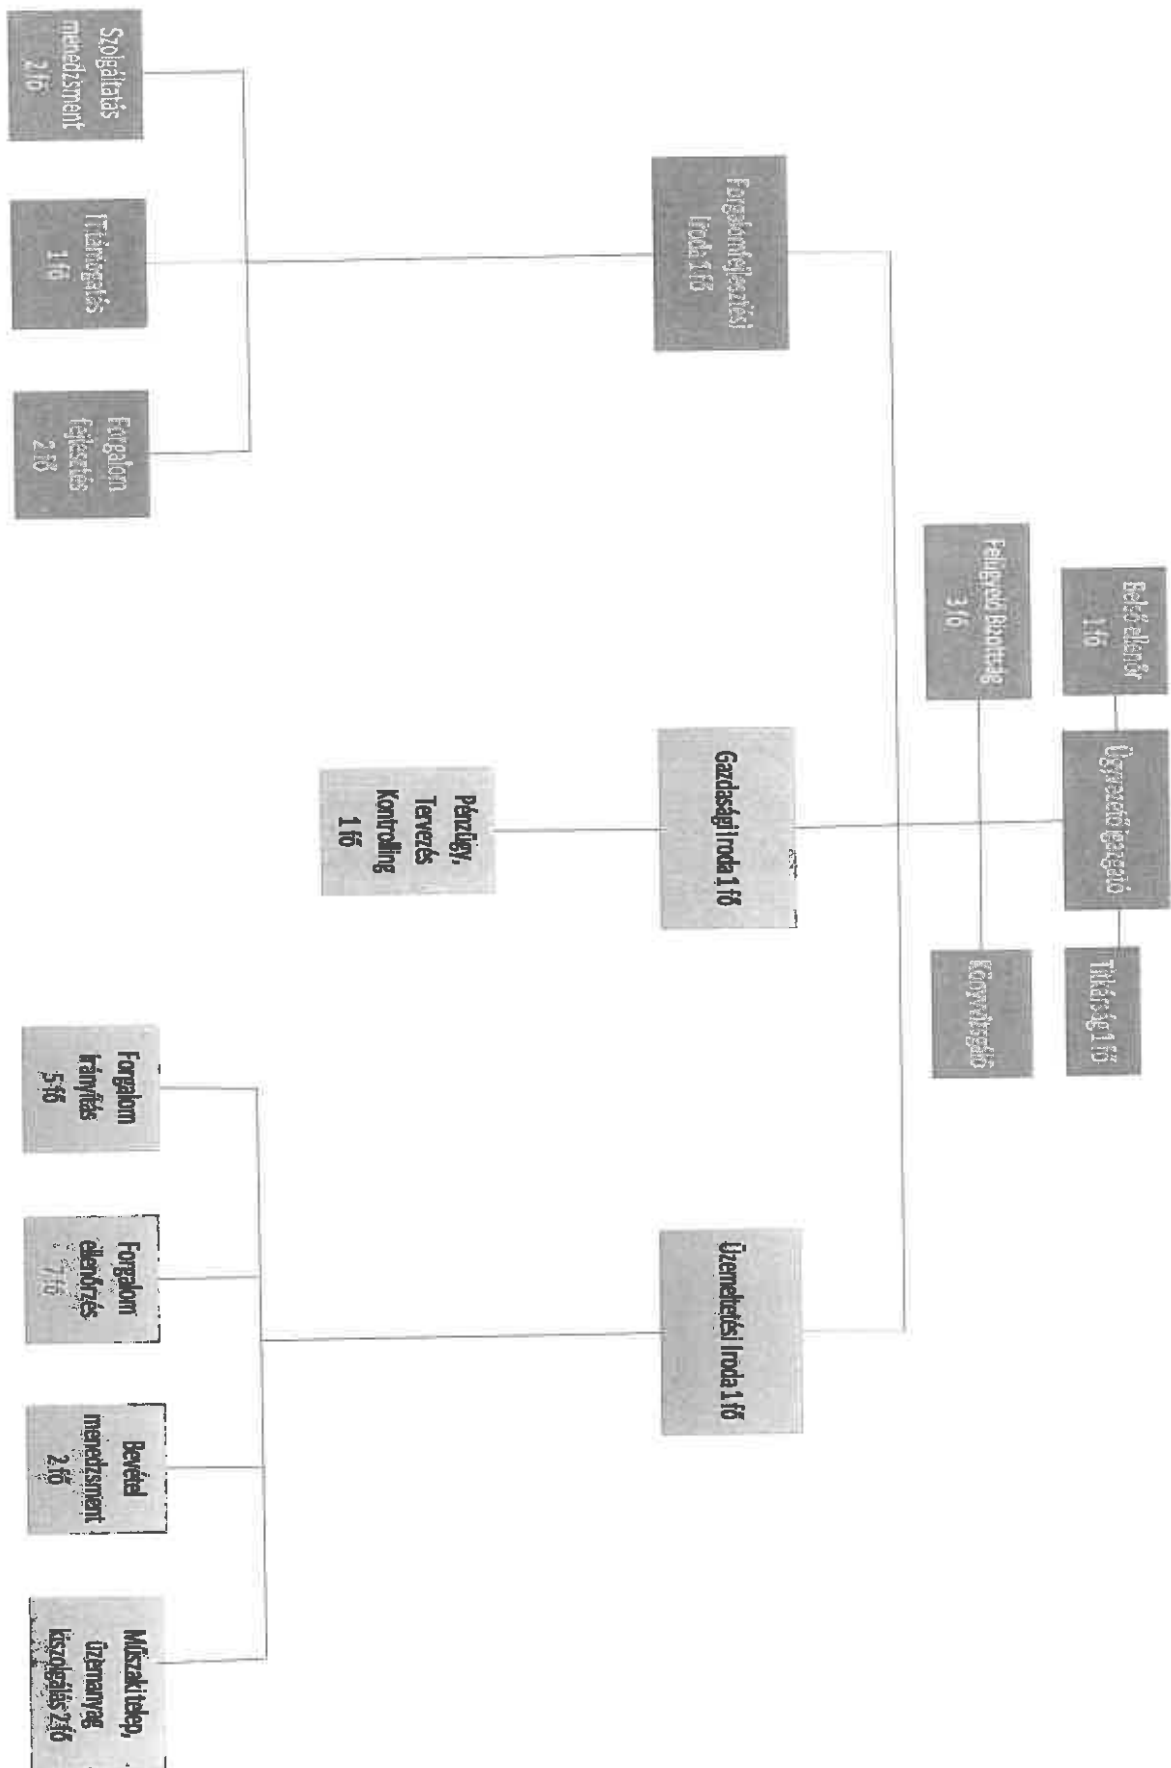 Belső ellenőr
1 fő
Ügyvezető igazgató
Titkárság 1 fő
Felügyelő Bizottság
3 fő
Könyvvizsgáló
Forgalomfejlesztési
Iroda 1 fő
Gazdasági Iroda 1 fő
Üzemeltetési Iroda 1 fő
Szolgáltatás
menedzsment
2 fő
IT támogatás
1 fő
Forgalom
fejlesztés
2 fő
Pénzügy,
Tervezés
Kontrolling
1 fő
Forgalom
irányítás
5 fő
Forgalom
ellenőrzés
7 fő
Bevétel
menedzsment
2 fő
Műszaki telep,
üzemanyag
kiszolgálás 2 fő